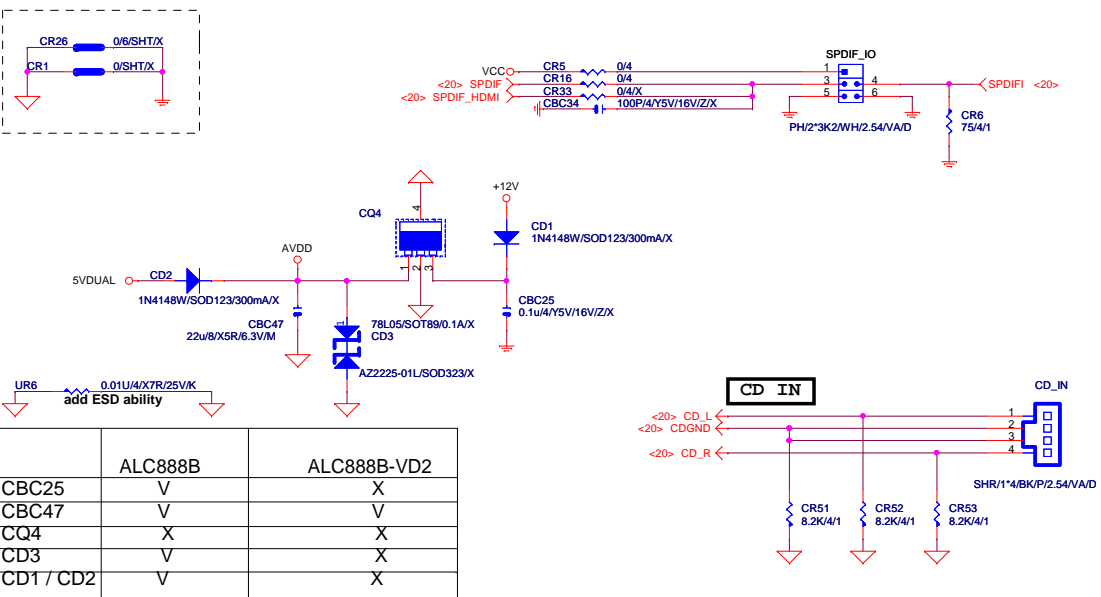 CR26 0/6/SHT/X
CR1 0/SHT/X
SPDIF_IO
VCC CR5 0/4 1
<20> SPDIF CR16 0/4 3 4 SPDIFI <20>
<20> SPDIF_HDMI CR33 0/4/X 5 6
CBC34 100P/4/Y5V/16V/Z/X
CR6
75/4/1
PH/2*3K2/WH/2.54/VA/D
+12V
4
CQ4
CD1
1N4148W/SOD123/300mA/X
AVDD
1 2 3
5VDUAL CD2
1N4148W/SOD123/300mA/X
CBC25
0.1u/4/Y5V/16V/Z/X
CBC47
22u/8/X5R/6.3V/M
1
78L05/SOT89/0.1A/X
CD3
AZ2225-01L/SOD323/X
UR6 0.01U/4/X7R/25V/K
add ESD ability
CD IN
CD_IN
<20> CD_L 1
<20> CDGND 2
3
<20> CD_R 4
SHR/1*4/BK/P/2.54/VA/D
CR51 CR52 CR53
8.2K/4/1 8.2K/4/1 8.2K/4/1
ALC888B ALC888B-VD2
CBC25 V X
CBC47 V V
CQ4 X X
CD3 V X
CD1 / CD2 V X